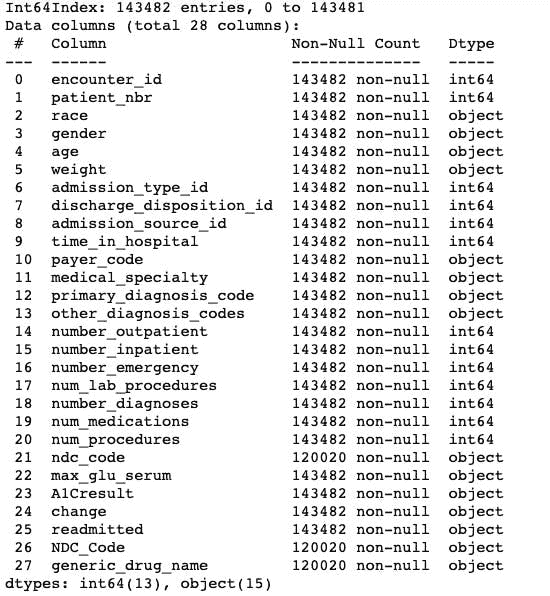 Int64Index: 143482 entries, 0 to 143481
Data columns (total 28 columns):
 #   Column                    Non-Null Count   Dtype
---  ------                    --------------   -----
 0   encounter_id              143482 non-null  int64
 1   patient_nbr               143482 non-null  int64
 2   race                      143482 non-null  object
 3   gender                    143482 non-null  object
 4   age                       143482 non-null  object
 5   weight                    143482 non-null  object
 6   admission_type_id         143482 non-null  int64
 7   discharge_disposition_id  143482 non-null  int64
 8   admission_source_id       143482 non-null  int64
 9   time_in_hospital          143482 non-null  int64
 10  payer_code                143482 non-null  object
 11  medical_specialty         143482 non-null  object
 12  primary_diagnosis_code    143482 non-null  object
 13  other_diagnosis_codes     143482 non-null  object
 14  number_outpatient         143482 non-null  int64
 15  number_inpatient          143482 non-null  int64
 16  number_emergency          143482 non-null  int64
 17  num_lab_procedures        143482 non-null  int64
 18  number_diagnoses          143482 non-null  int64
 19  num_medications           143482 non-null  int64
 20  num_procedures            143482 non-null  int64
 21  ndc_code                  120020 non-null  object
 22  max_glu_serum             143482 non-null  object
 23  A1Cresult                 143482 non-null  object
 24  change                    143482 non-null  object
 25  readmitted                143482 non-null  object
 26  NDC_Code                  120020 non-null  object
 27  generic_drug_name         120020 non-null  object
dtypes: int64(13), object(15)